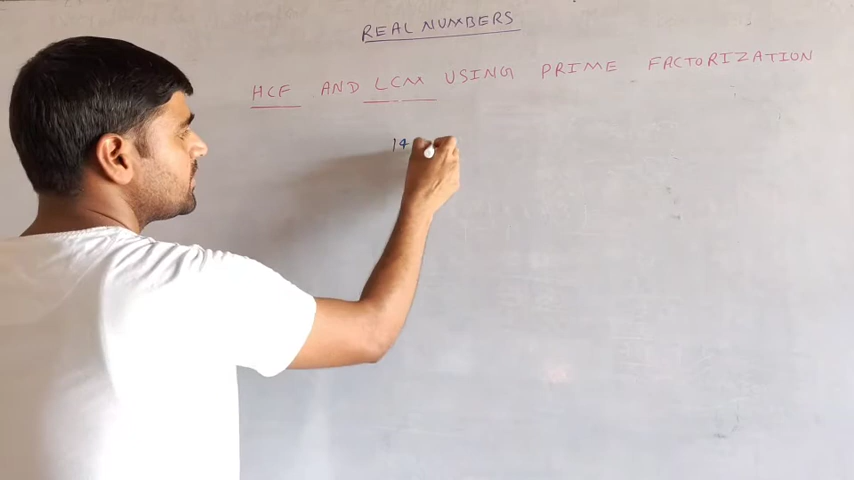 REAL NUMBERS
HCF AND LCM USING PRIME FACTORIZATION
14